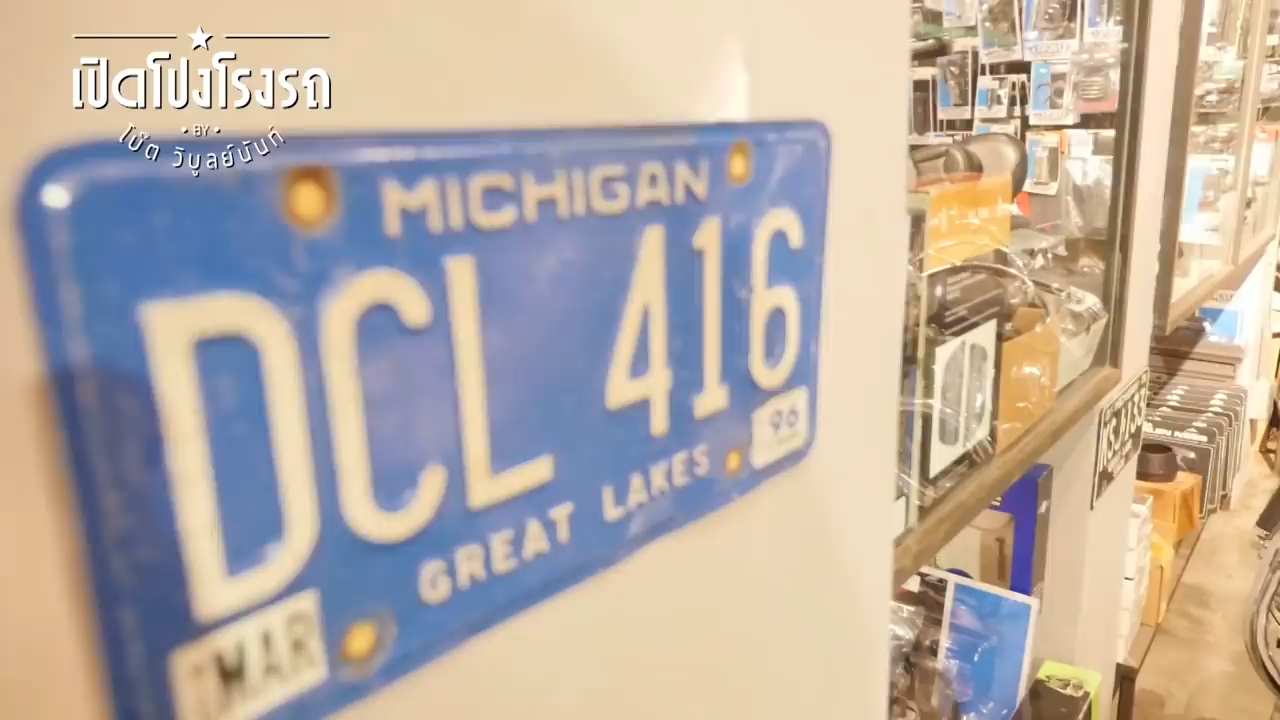 เปิดโปงโรงรถ
• BY •
โบ๊ต วิบูลย์นันท์
MICHIGAN
DCL 416
96
GREAT LAKES
MAR